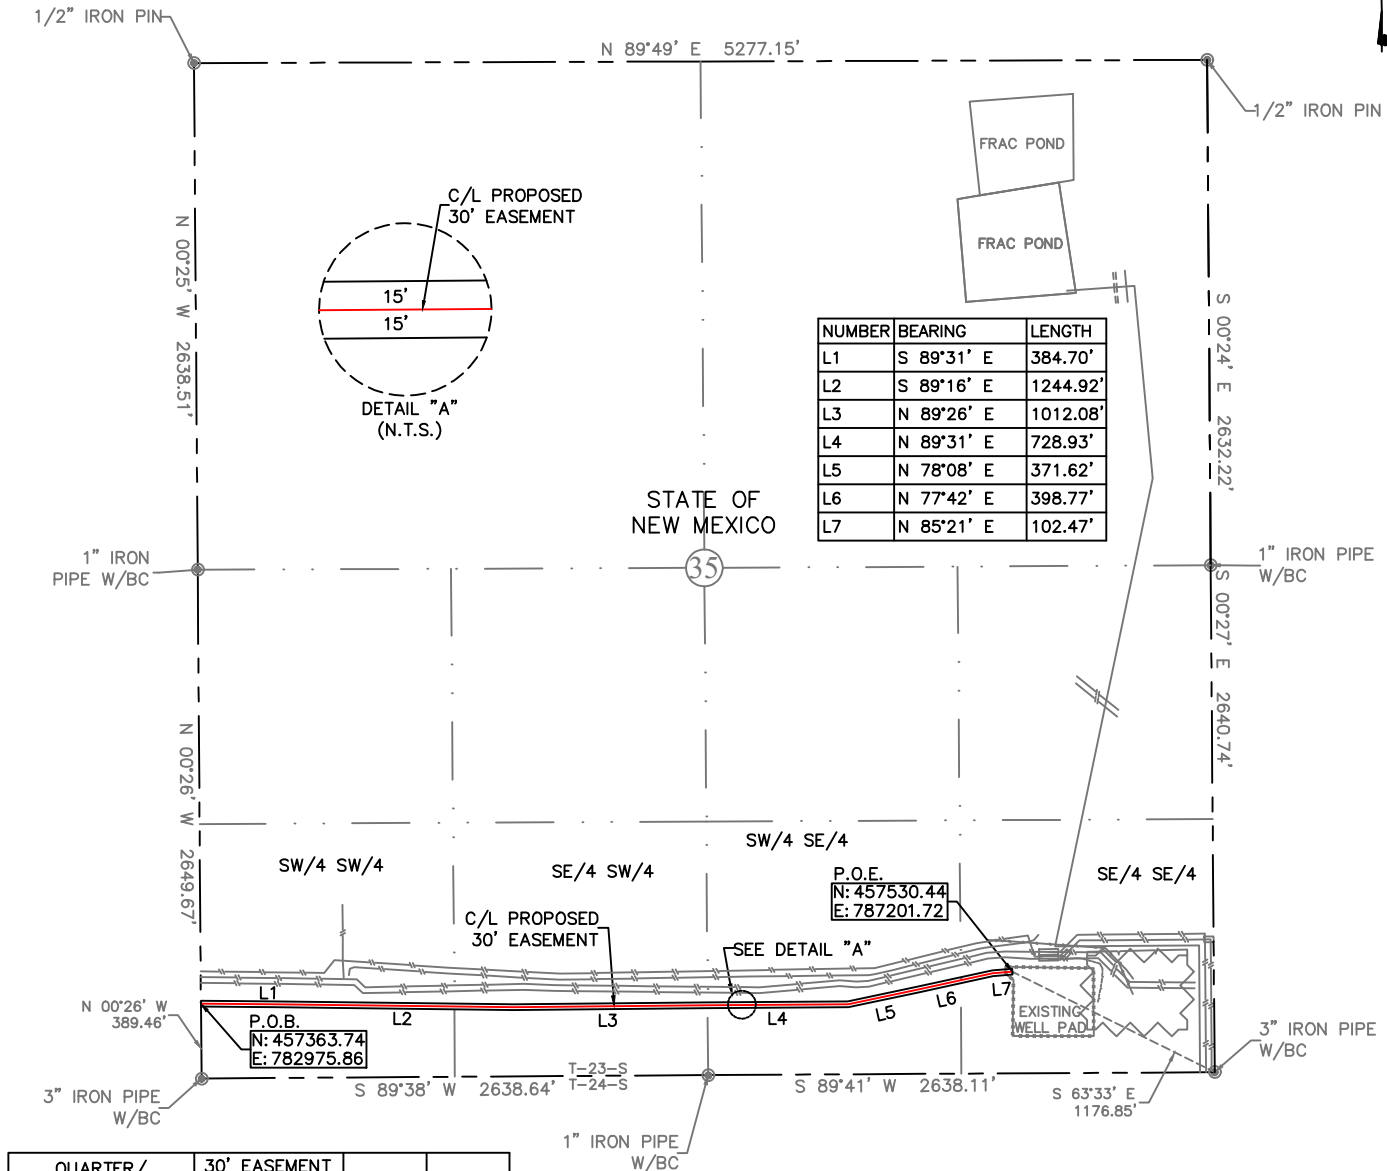 1/2" IRON PIN
N 89°49' E 5277.15'
1/2" IRON PIN
FRAC POND
FRAC POND
C/L PROPOSED
30' EASEMENT
15'
15'
DETAIL "A"
(N.T.S.)
N 00°25' W 2638.51'
S 00°24' E 2632.22'
NUMBER BEARING LENGTH
L1 S 89°31' E 384.70'
L2 S 89°16' E 1244.92'
L3 N 89°26' E 1012.08'
L4 N 89°31' E 728.93'
L5 N 78°08' E 371.62'
L6 N 77°42' E 398.77'
L7 N 85°21' E 102.47'
STATE OF
NEW MEXICO
35
1" IRON
PIPE W/BC
1" IRON PIPE
W/BC
N 00°26' W 2649.67'
S 00°27' E 2640.74'
SW/4 SW/4
SE/4 SW/4
SW/4 SE/4
SE/4 SE/4
P.O.E.
N: 457530.44
E: 787201.72
C/L PROPOSED
30' EASEMENT
SEE DETAIL "A"
L1
L2
L3
L4
L5
L6
L7
N 00°26' W
389.46'
P.O.B.
N: 457363.74
E: 782975.86
EXISTING
WELL PAD
3" IRON PIPE
W/BC
3" IRON PIPE
W/BC
S 89°38' W 2638.64'
T-23-S
T-24-S
S 89°41' W 2638.11'
S 63°33' E
1176.85'
1" IRON PIPE
W/BC
QUARTER/
30' EASEMENT